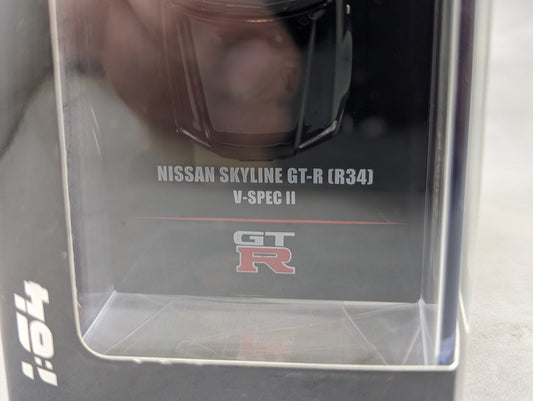 NISSAN SKYLINE GT-R (R34)
V-SPEC II
GT
R
1:64